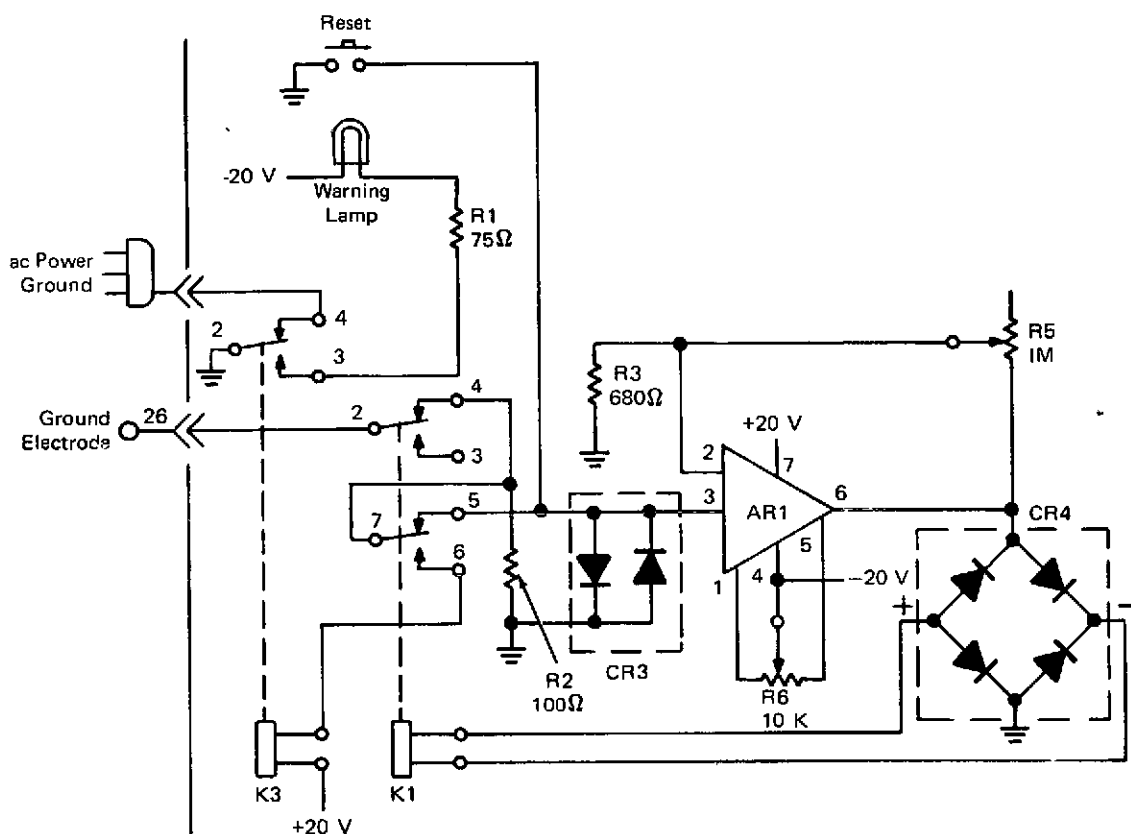 Reset
-20 V
Warning
Lamp
R1
75Ω
ac Power
Ground
2
4
3
R5
1M
R3
680Ω
4
+20 V
Ground
Electrode
26
2
3
2
7
5
3
6
7
AR1
5
CR4
6
1
4
-20 V
+
-
R2
100Ω
CR3
R6
10 K
K3
K1
+20 V